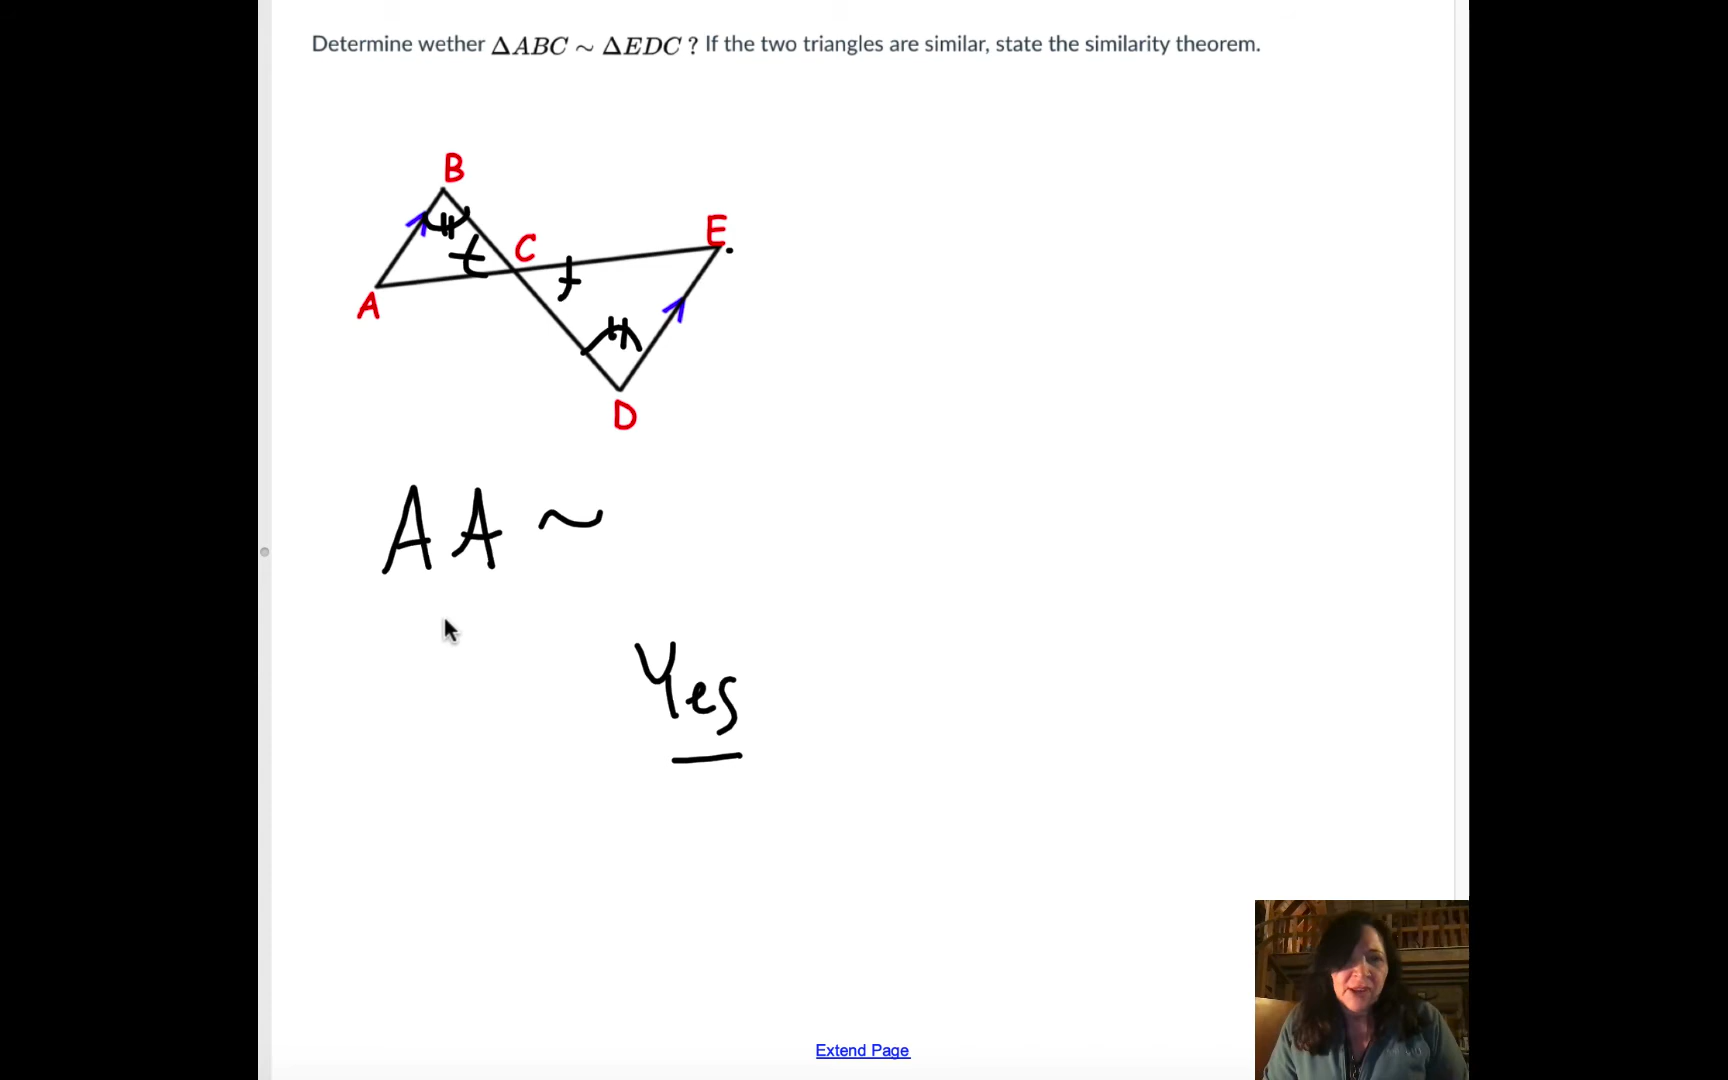 Determine wether ΔABC ~ ΔEDC ? If the two triangles are similar, state the similarity theorem.
B
C
E
A
D
AA ~
Yes
Extend Page